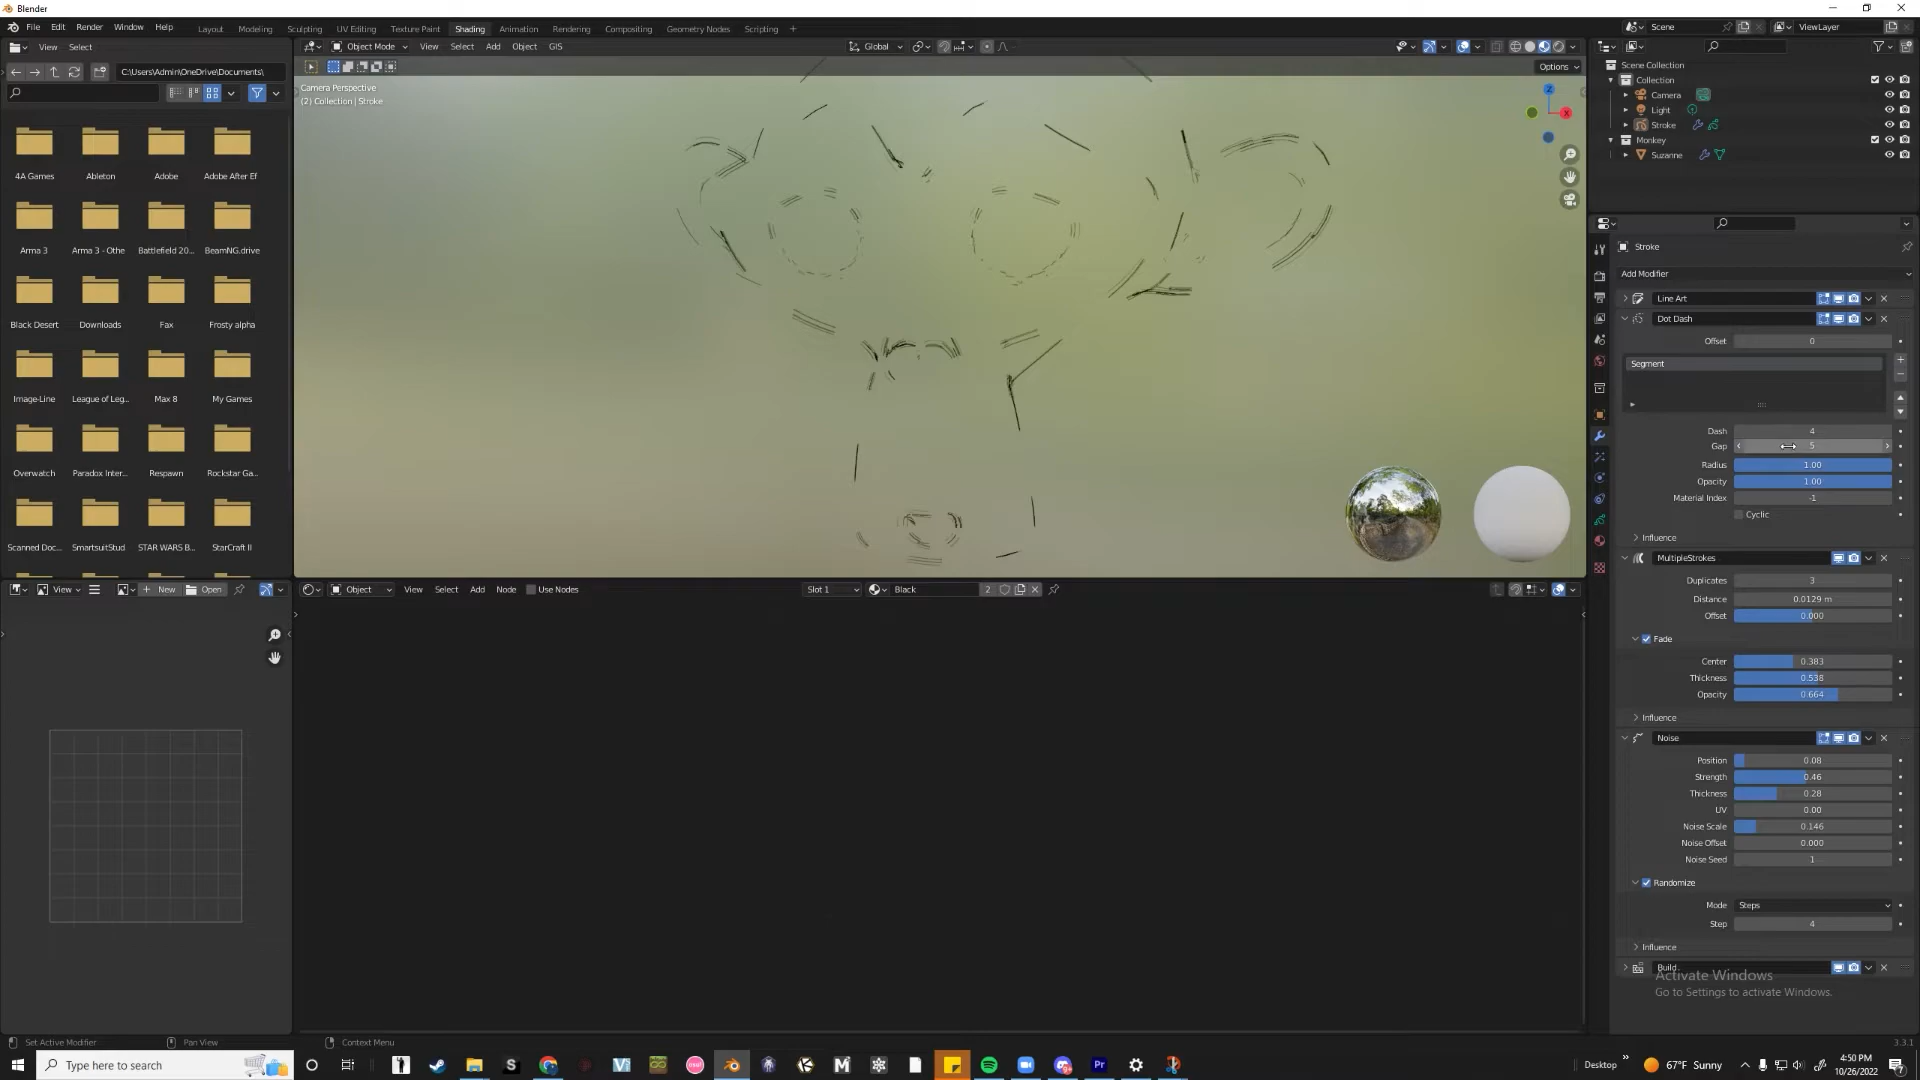 Blender
File Edit Render Window Help
Layout Modeling Sculpting UV Editing Texture Paint Shading Animation Rendering Compositing Geometry Nodes Scripting +
Scene
ViewLayer
View Select
Object Mode View Select Add Object GIS
Global
C:\Users\Admin\OneDrive\Documents\
Options
Camera Perspective
(2) Collection | Stroke
Scene Collection
Collection
Camera
Light
Stroke
Monkey
Suzanne
4A Games Ableton Adobe Adobe After Ef
Arma 3 Arma 3 - Othe Battlefield 20... BeamNG.drive
Black Desert Downloads Fax Frosty alpha
Image-Line League of Leg... Max 8 My Games
Overwatch Paradox Inter... Respawn Rockstar Ga...
Scanned Doc... SmartsuitStud STAR WARS B... StarCraft II
Stroke
Add Modifier
Line Art
Dot Dash
Offset 0
Segment
Dash 4
Gap 5
Radius 1.00
Opacity 1.00
Material Index -1
Cyclic
Influence
MultipleStrokes
Duplicates 3
Distance 0.0129 m
Offset 0.000
Fade
Center 0.383
Thickness 0.538
Opacity 0.664
Influence
Noise
Position 0.08
Strength 0.46
Thickness 0.28
UV 0.00
Noise Scale 0.146
Noise Offset 0.000
Noise Seed 1
Randomize
Mode Steps
Step 4
Influence
Build
Activate Windows
Go to Settings to activate Windows.
View + New Open
Object View Select Add Node Use Nodes Slot 1 Black 2
Set Active Modifier Pan View Context Menu 3.3.1
Type here to search
Desktop
67°F Sunny
4:50 PM
10/26/2022